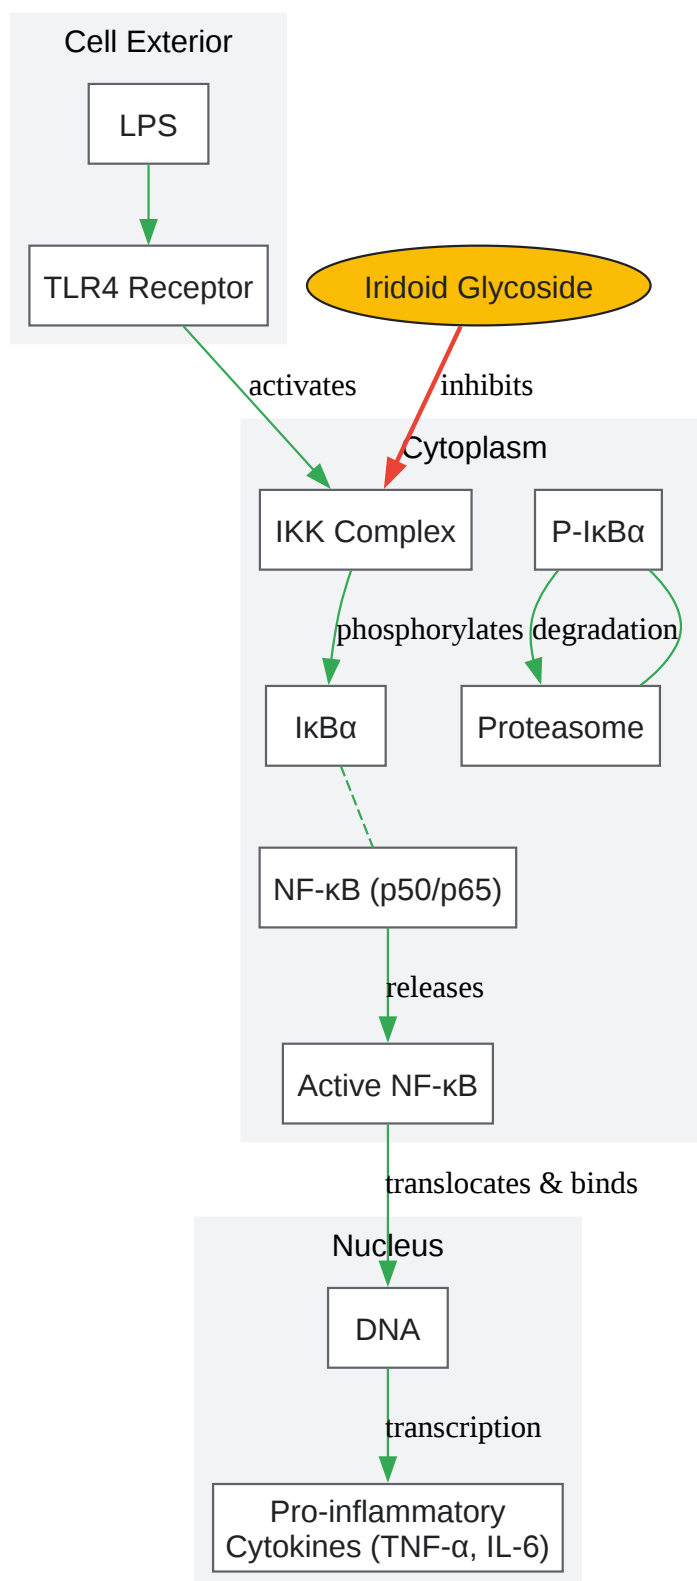 Cell Exterior
LPS
TLR4 Receptor
Iridoid Glycoside
activates
inhibits
Cytoplasm
IKK Complex
P-IκBα
phosphorylates
degradation
IκBα
Proteasome
NF-κB (p50/p65)
releases
Active NF-κB
translocates & binds
Nucleus
DNA
transcription
Pro-inflammatory
Cytokines (TNF-α, IL-6)